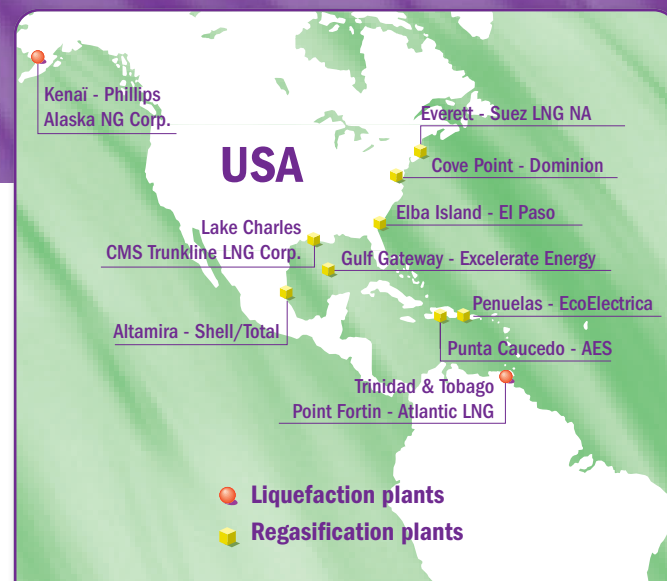 Kenaï - Phillips
Alaska NG Corp.
Everett - Suez LNG NA
USA
Cove Point - Dominion
Elba Island - El Paso
Lake Charles
CMS Trunkline LNG Corp.
Gulf Gateway - Excelerate Energy
Penuelas - EcoElectrica
Altamira - Shell/Total
Punta Caucedo - AES
Trinidad & Tobago
Point Fortin - Atlantic LNG
Liquefaction plants
Regasification plants